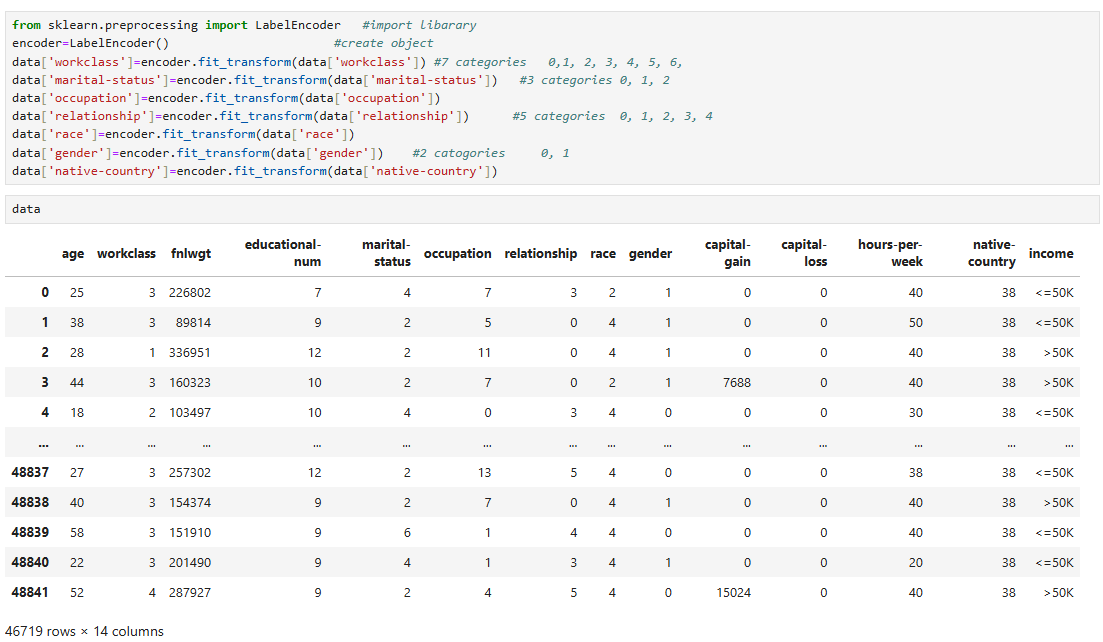 from sklearn.preprocessing import LabelEncoder   #import libarary
encoder=LabelEncoder()                       #create object
data['workclass']=encoder.fit_transform(data['workclass']) #7 categories   0,1, 2, 3, 4, 5, 6,
data['marital-status']=encoder.fit_transform(data['marital-status'])   #3 categories 0, 1, 2
data['occupation']=encoder.fit_transform(data['occupation'])
data['relationship']=encoder.fit_transform(data['relationship'])      #5 categories  0, 1, 2, 3, 4
data['race']=encoder.fit_transform(data['race'])
data['gender']=encoder.fit_transform(data['gender'])    #2 catogories     0, 1
data['native-country']=encoder.fit_transform(data['native-country'])
data
age workclass fnlwgt educational-num marital-status occupation relationship race gender capital-gain capital-loss hours-per-week native-country income
0 25 3 226802 7 4 7 3 2 1 0 0 40 38 <=50K
1 38 3 89814 9 2 5 0 4 1 0 0 50 38 <=50K
2 28 1 336951 12 2 11 0 4 1 0 0 40 38 >50K
3 44 3 160323 10 2 7 0 2 1 7688 0 40 38 >50K
4 18 2 103497 10 4 0 3 4 0 0 0 30 38 <=50K
... ... ... ... ... ... ... ... ... ... ... ... ... ... ...
48837 27 3 257302 12 2 13 5 4 0 0 0 38 38 <=50K
48838 40 3 154374 9 2 7 0 4 1 0 0 40 38 >50K
48839 58 3 151910 9 6 1 4 4 0 0 0 40 38 <=50K
48840 22 3 201490 9 4 1 3 4 1 0 0 20 38 <=50K
48841 52 4 287927 9 2 4 5 4 0 15024 0 40 38 >50K
46719 rows × 14 columns